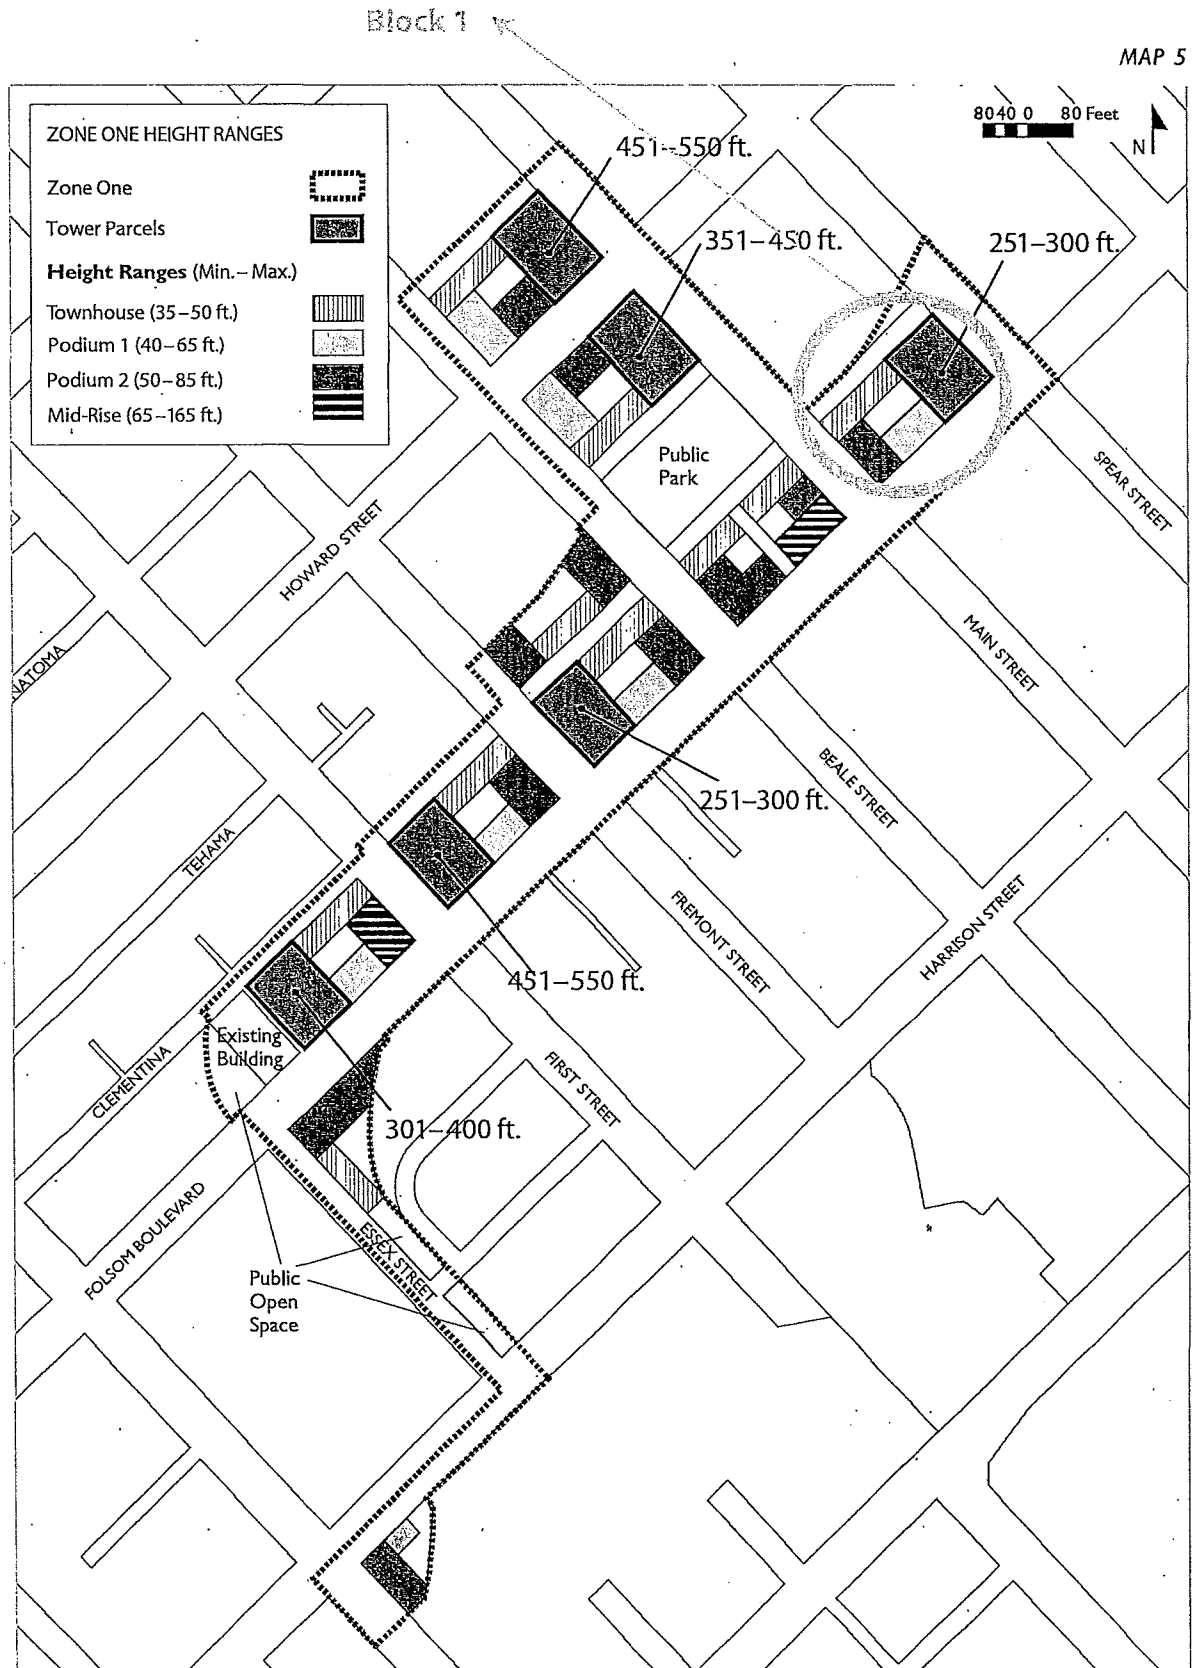 Block 1
MAP 5
ZONE ONE HEIGHT RANGES
Zone One
Tower Parcels
Height Ranges (Min.–Max.)
Townhouse (35–50 ft.)
Podium 1 (40–65 ft.)
Podium 2 (50–85 ft.)
Mid-Rise (65–165 ft.)
80 40 0 80 Feet
N
451–550 ft.
351–450 ft.
251–300 ft.
Public
Park
SPEAR STREET
HOWARD STREET
MAIN STREET
NATOMA
BEALE STREET
251–300 ft.
TEHAMA
FREMONT STREET
HARRISON STREET
451–550 ft.
Existing
Building
CLEMENTINA
FIRST STREET
301–400 ft.
FOLSOM BOULEVARD
ESSEX STREET
Public
Open
Space